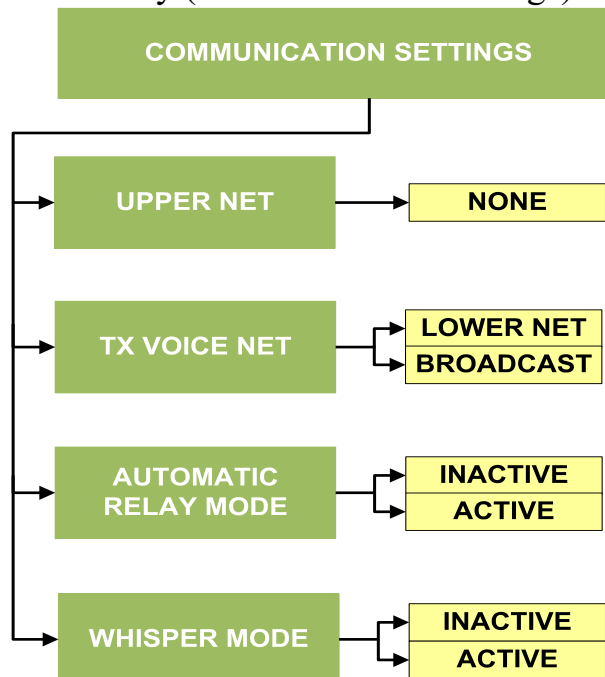 COMMUNICATION SETTINGS
UPPER NET
NONE
TX VOICE NET
LOWER NET
BROADCAST
AUTOMATIC
RELAY MODE
INACTIVE
ACTIVE
WHISPER MODE
INACTIVE
ACTIVE